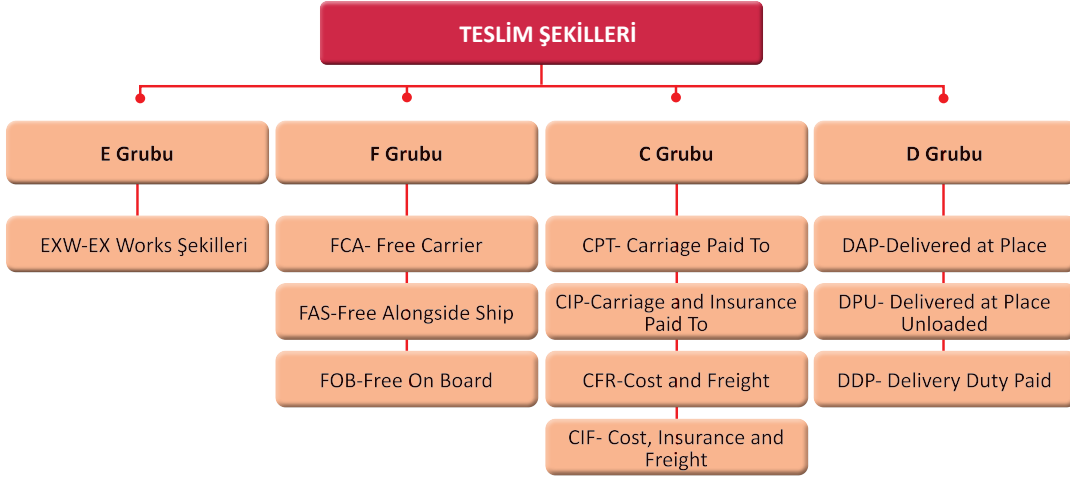 TESLİM ŞEKİLLERİ
E Grubu
EXW-EX Works Şekilleri
F Grubu
FCA- Free Carrier
FAS-Free Alongside Ship
FOB-Free On Board
C Grubu
CPT- Carriage Paid To
CIP-Carriage and Insurance
Paid To
CFR-Cost and Freight
CIF- Cost, Insurance and
Freight
D Grubu
DAP-Delivered at Place
DPU- Delivered at Place
Unloaded
DDP- Delivery Duty Paid